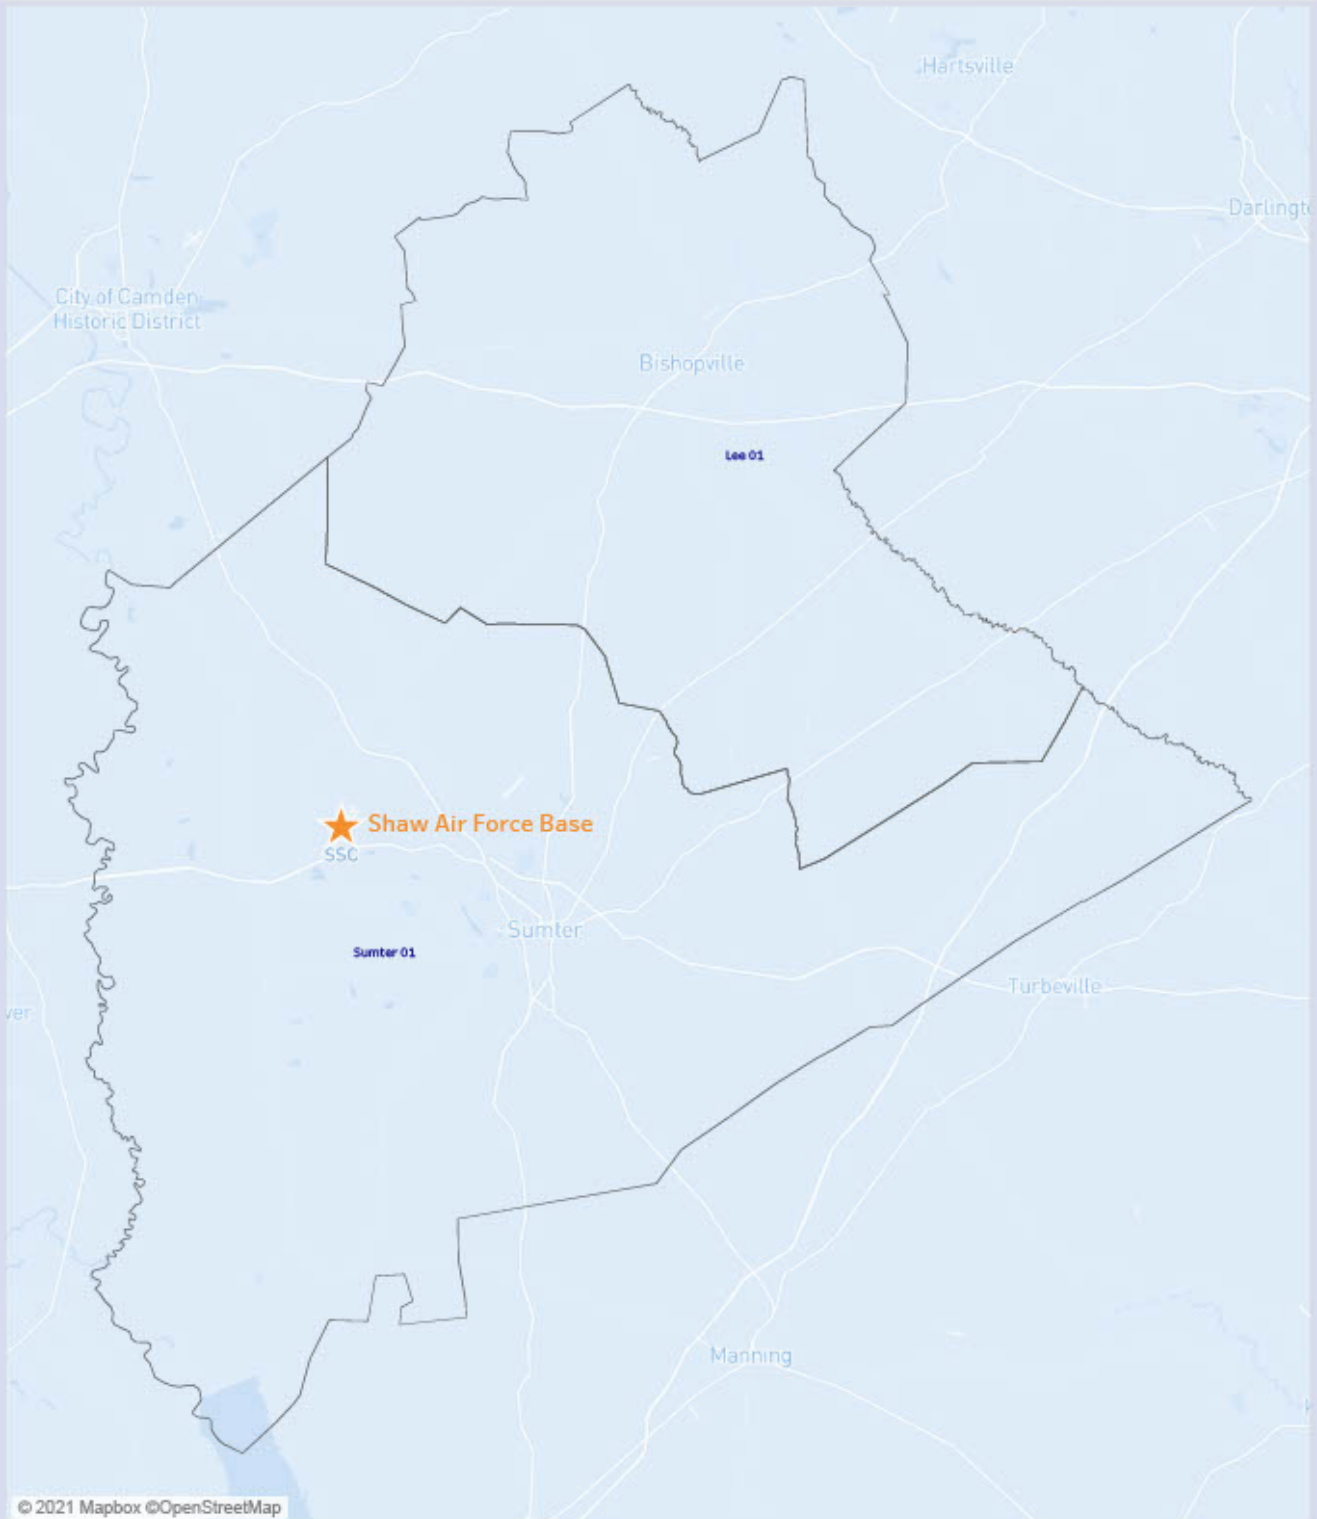 Hartsville
Darlingt
City of Camden
Historic District
Bishopville
Lee 01
Shaw Air Force Base
SSC
Sumter
Sumter 01
Turbeville
ver
Manning
© 2021 Mapbox ©OpenStreetMap